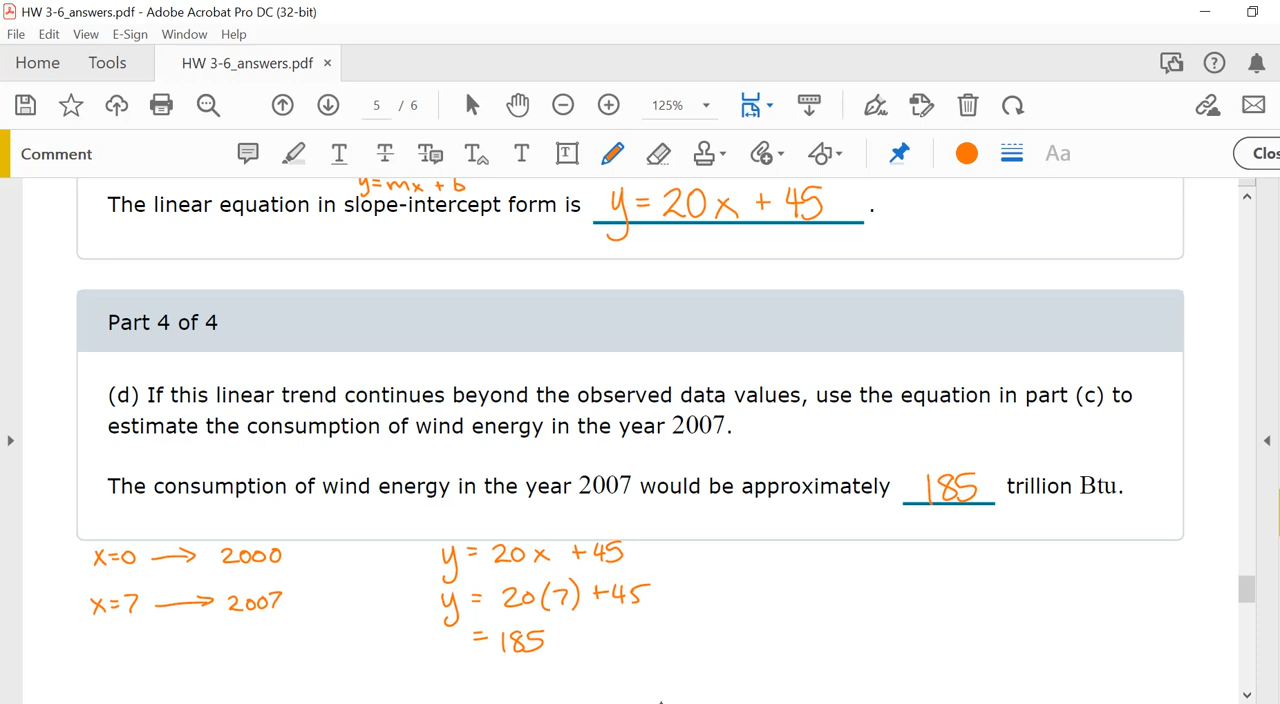 HW 3-6_answers.pdf - Adobe Acrobat Pro DC (32-bit)
File Edit View E-Sign Window Help
Home Tools HW 3-6_answers.pdf ×
5 / 6 125%
Comment T T T T T T Aa Clos
y=mx + b
The linear equation in slope-intercept form is y = 20x + 45 .
Part 4 of 4
(d) If this linear trend continues beyond the observed data values, use the equation in part (c) to
estimate the consumption of wind energy in the year 2007.
The consumption of wind energy in the year 2007 would be approximately 185 trillion Btu.
x=0 → 2000
x=7 → 2007
y = 20x +45
y = 20(7) +45
= 185